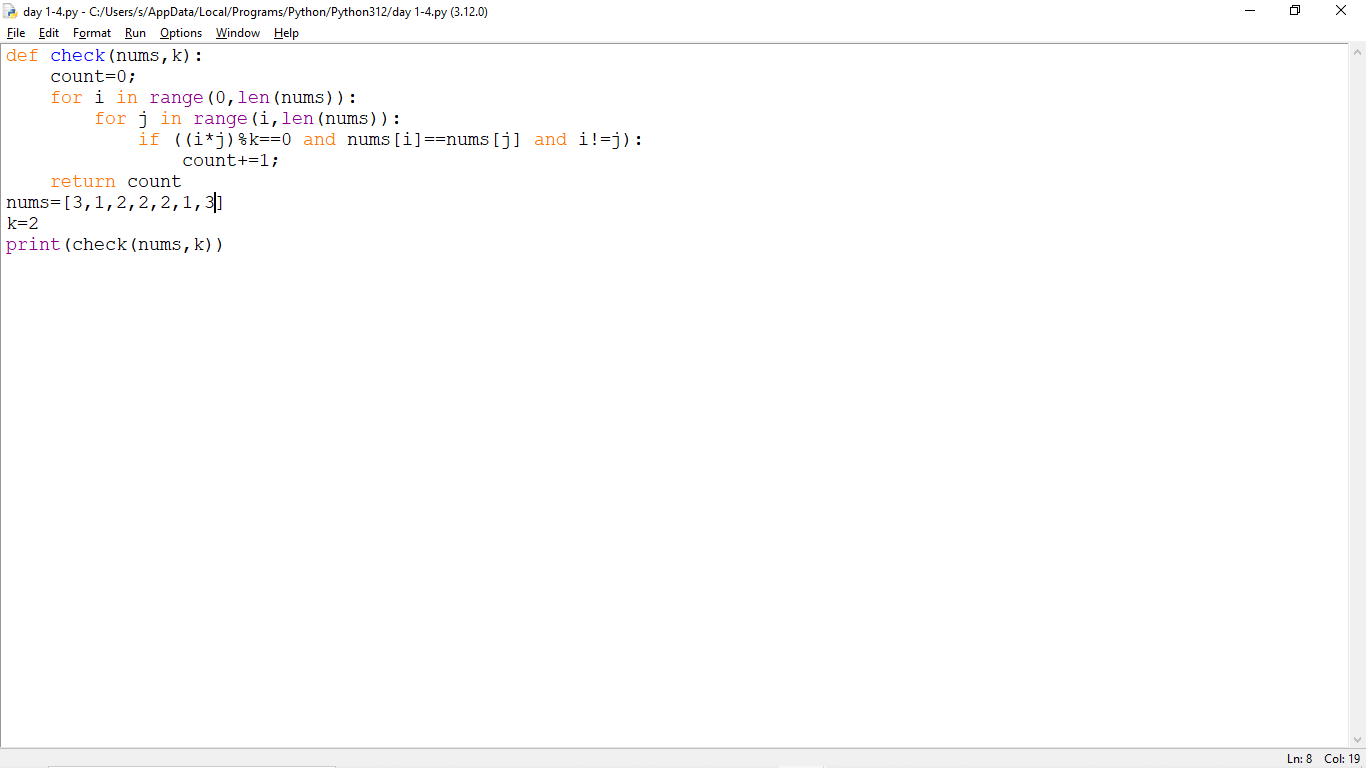 day 1-4.py - C:/Users/s/AppData/Local/Programs/Python/Python312/day 1-4.py (3.12.0)
File Edit Format Run Options Window Help
def check(nums,k):
    count=0;
    for i in range(0,len(nums)):
        for j in range(i,len(nums)):
            if ((i*j)%k==0 and nums[i]==nums[j] and i!=j):
                count+=1;
    return count
nums=[3,1,2,2,2,1,3]
k=2
print(check(nums,k))
Ln: 8 Col: 19